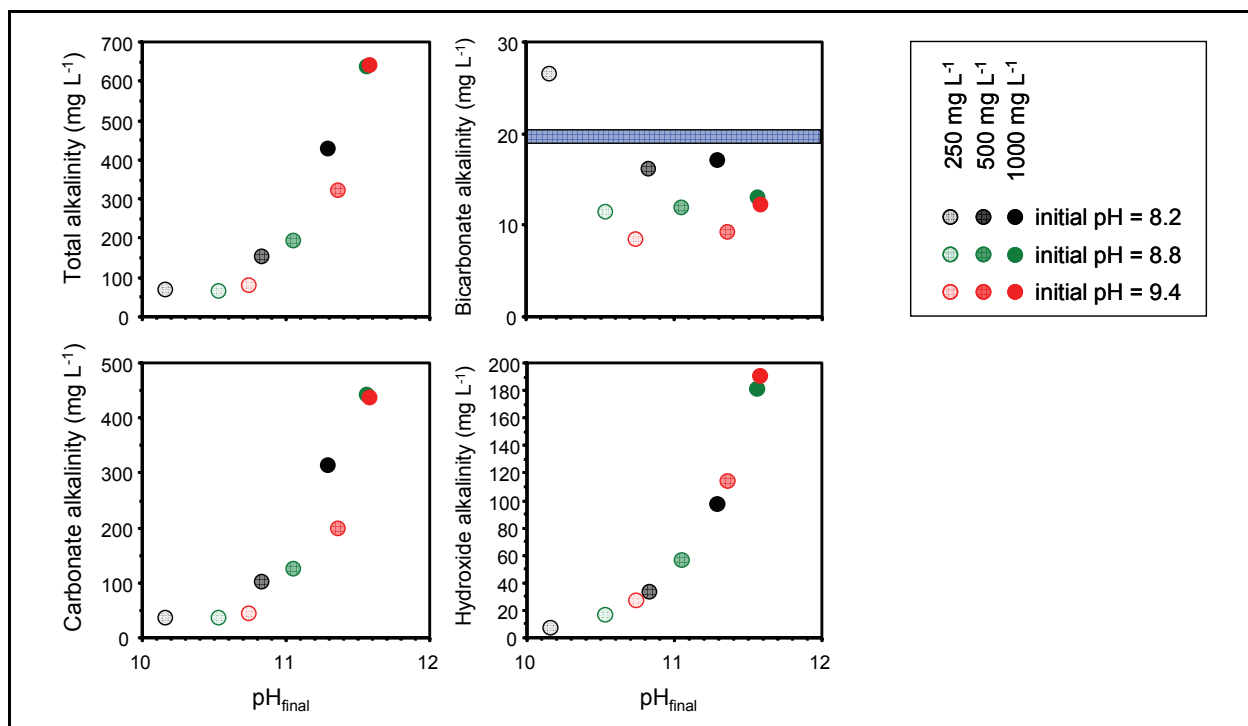 Total alkalinity (mg L⁻¹)
700
600
500
400
300
200
100
0
Bicarbonate alkalinity (mg L⁻¹)
30
20
10
0
250 mg L⁻¹
500 mg L⁻¹
1000 mg L⁻¹
initial pH = 8.2
initial pH = 8.8
initial pH = 9.4
Carbonate alkalinity (mg L⁻¹)
500
400
300
200
100
0
10
11
12
pHfinal
Hydroxide alkalinity (mg L⁻¹)
200
180
160
140
120
100
80
60
40
20
0
10
11
12
pHfinal